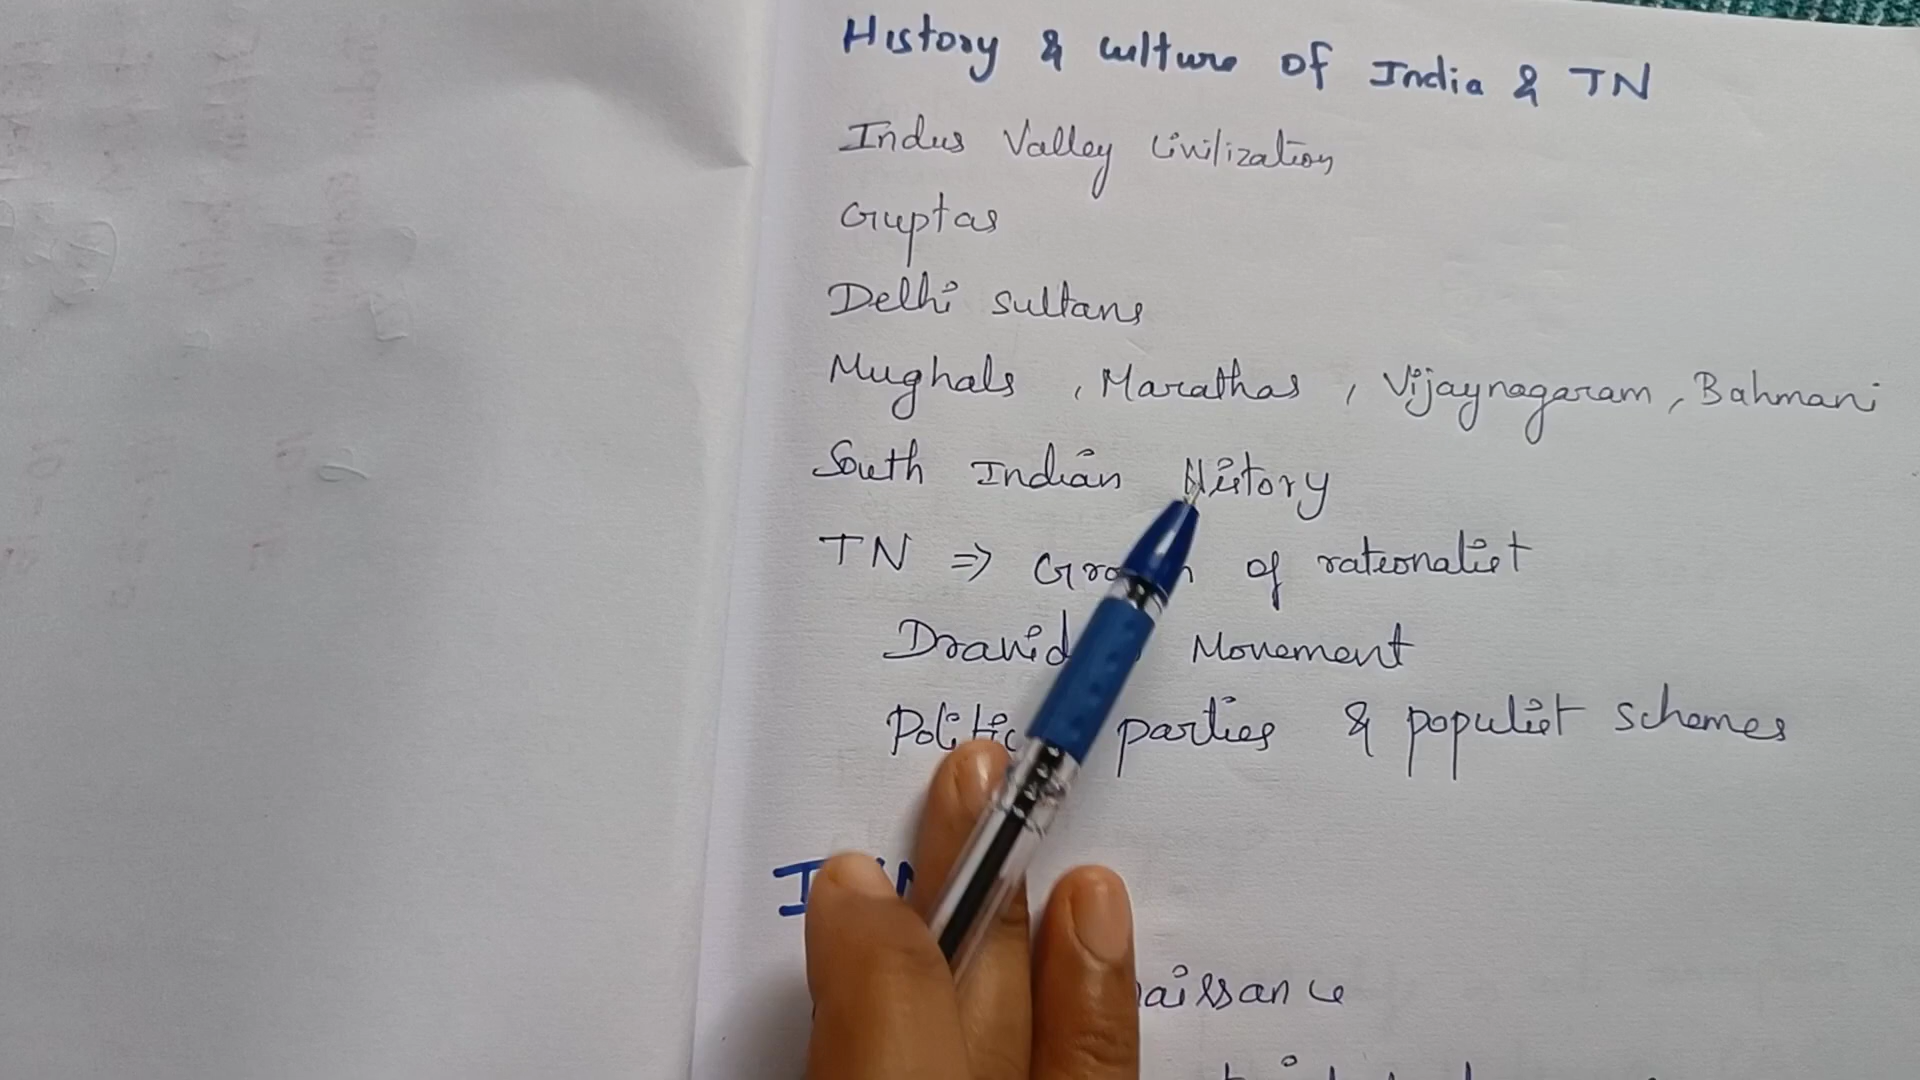 History & culture of India & TN
Indus Valley Civilization
Guptas
Delhi sultans
Mughals , Marathas , Vijaynagaram , Bahmani
South Indian History
TN ⇒ of rationalist
Movement
parties & populist schemes